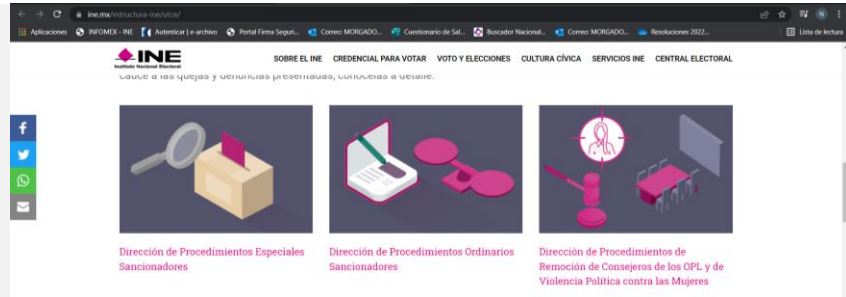 ine.mx/estructura-ine/utce/
Aplicaciones INFOMEX - INE Autenticar | e-archivo Portal Firma Seguri... Correo: MORGADO... Cuestionario de Sal... Buscador Nacional... Correo: MORGADO... Resoluciones 2022... Lista de lectura
INE
Instituto Nacional Electoral
SOBRE EL INE CREDENCIAL PARA VOTAR VOTO Y ELECCIONES CULTURA CÍVICA SERVICIOS INE CENTRAL ELECTORAL
cauce a las quejas y denuncias presentadas, conócelas a detalle.
Dirección de Procedimientos Especiales
Sancionadores
Dirección de Procedimientos Ordinarios
Sancionadores
Dirección de Procedimientos de
Remoción de Consejeros de los OPL y de
Violencia Política contra las Mujeres